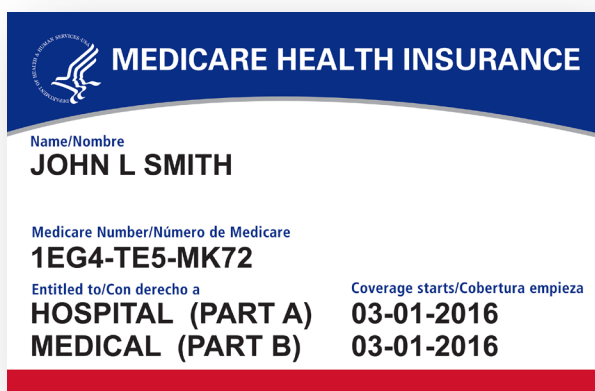 MEDICARE HEALTH INSURANCE
Name/Nombre
JOHN L SMITH
Medicare Number/Número de Medicare
1EG4-TE5-MK72
Entitled to/Con derecho a Coverage starts/Cobertura empieza
HOSPITAL (PART A) 03-01-2016
MEDICAL (PART B) 03-01-2016